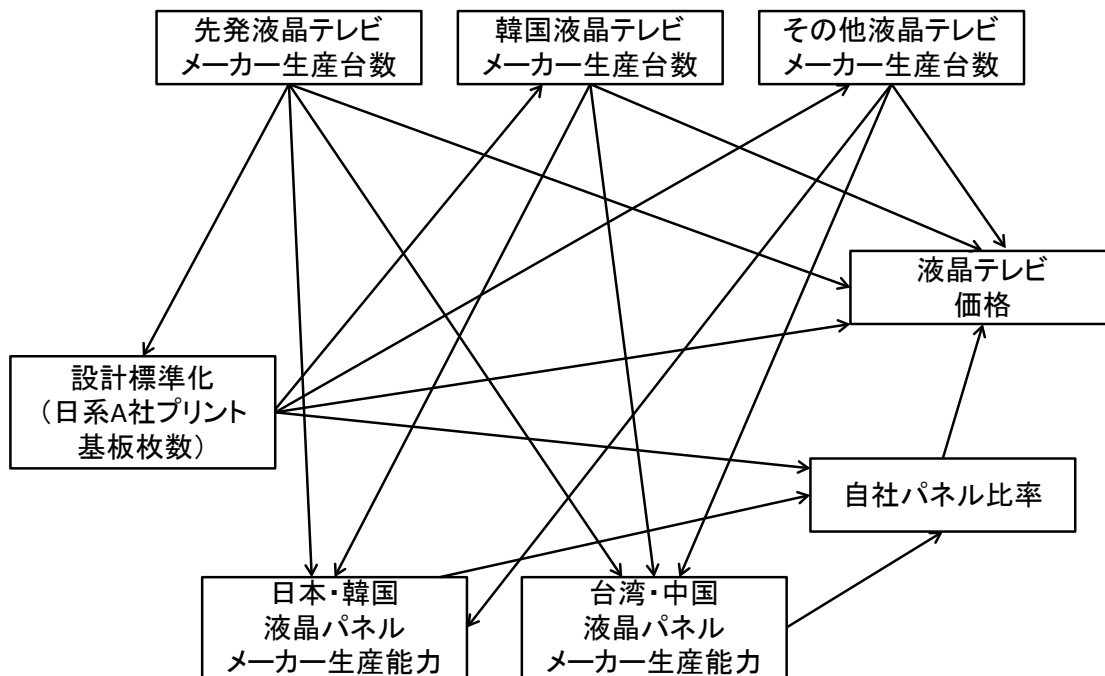 先発液晶テレビ
メーカー生産台数
韓国液晶テレビ
メーカー生産台数
その他液晶テレビ
メーカー生産台数
液晶テレビ
価格
設計標準化
(日系A社プリント
基板枚数)
自社パネル比率
日本・韓国
液晶パネル
メーカー生産能力
台湾・中国
液晶パネル
メーカー生産能力